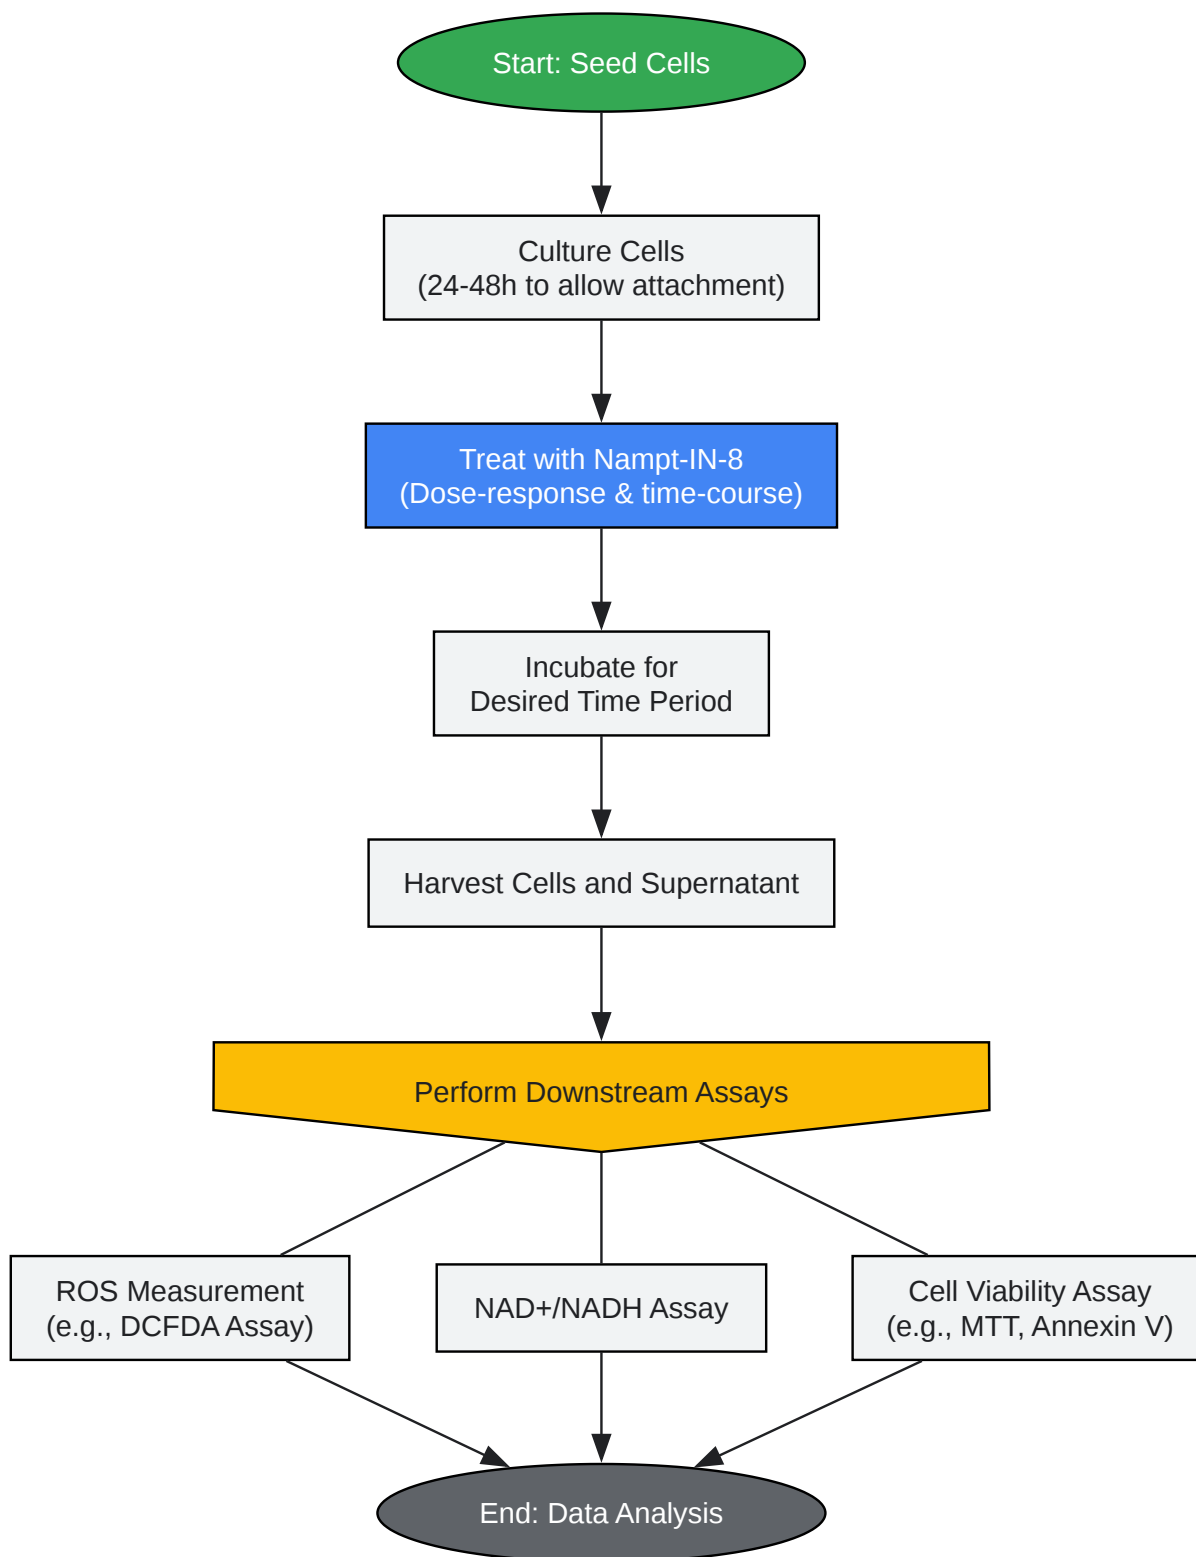 Start: Seed Cells
Culture Cells
(24-48h to allow attachment)
Treat with Nampt-IN-8
(Dose-response & time-course)
Incubate for
Desired Time Period
Harvest Cells and Supernatant
Perform Downstream Assays
ROS Measurement
(e.g., DCFDA Assay)
NAD+/NADH Assay
Cell Viability Assay
(e.g., MTT, Annexin V)
End: Data Analysis